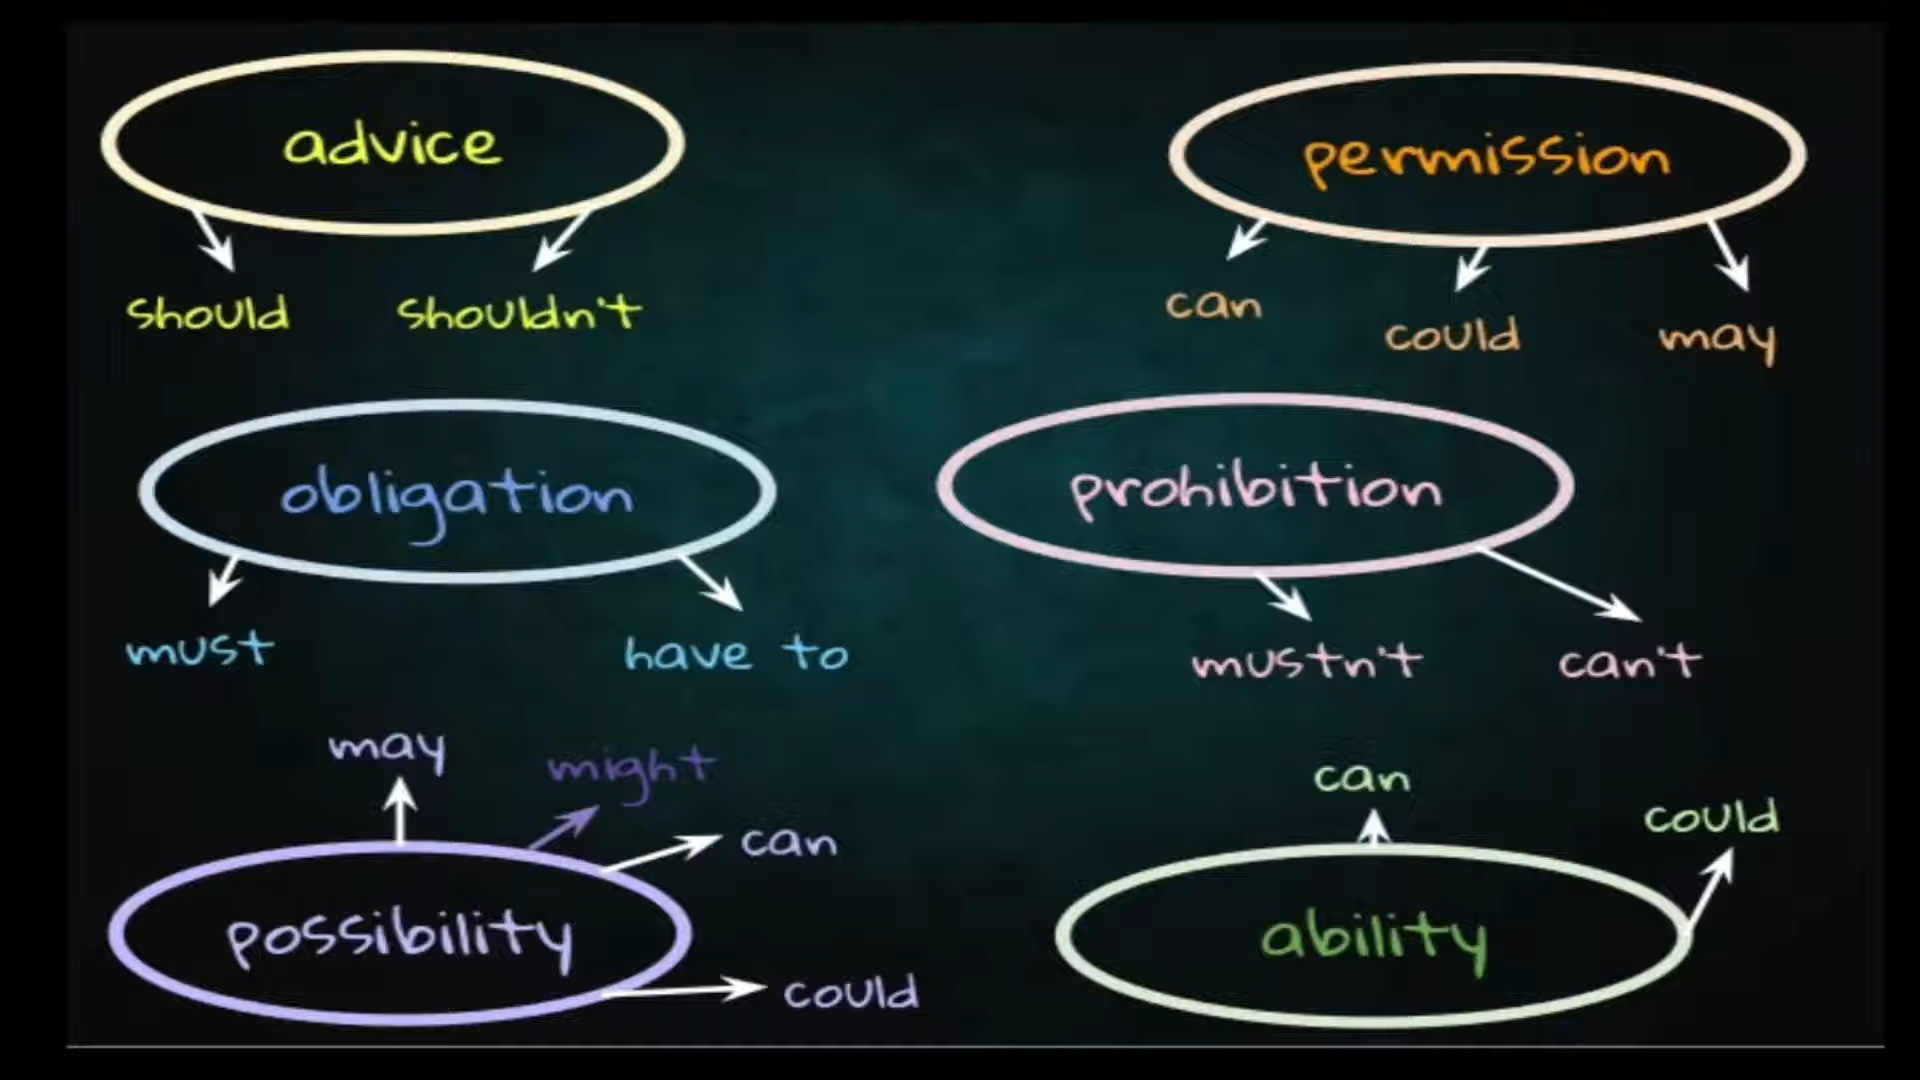 advice
should shouldn't
permission
can could may
obligation
must have to
prohibition
mustn't can't
may might can
possibility
could
can could
ability